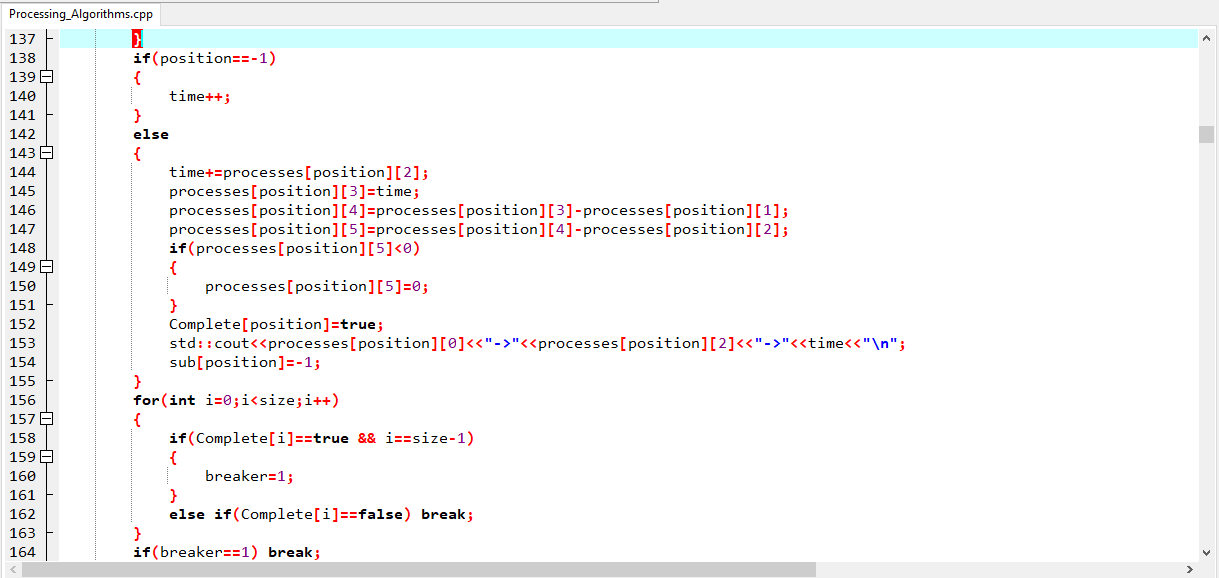 Processing_Algorithms.cpp
137 }
138 if(position==-1)
139 {
140 time++;
141 }
142 else
143 {
144 time+=processes[position][2];
145 processes[position][3]=time;
146 processes[position][4]=processes[position][3]-processes[position][1];
147 processes[position][5]=processes[position][4]-processes[position][2];
148 if(processes[position][5]<0)
149 {
150 processes[position][5]=0;
151 }
152 Complete[position]=true;
153 std::cout<<processes[position][0]<<"->"<<processes[position][2]<<"->"<<time<<"\n";
154 sub[position]=-1;
155 }
156 for(int i=0;i<size;i++)
157 {
158 if(Complete[i]==true && i==size-1)
159 {
160 breaker=1;
161 }
162 else if(Complete[i]==false) break;
163 }
164 if(breaker==1) break;